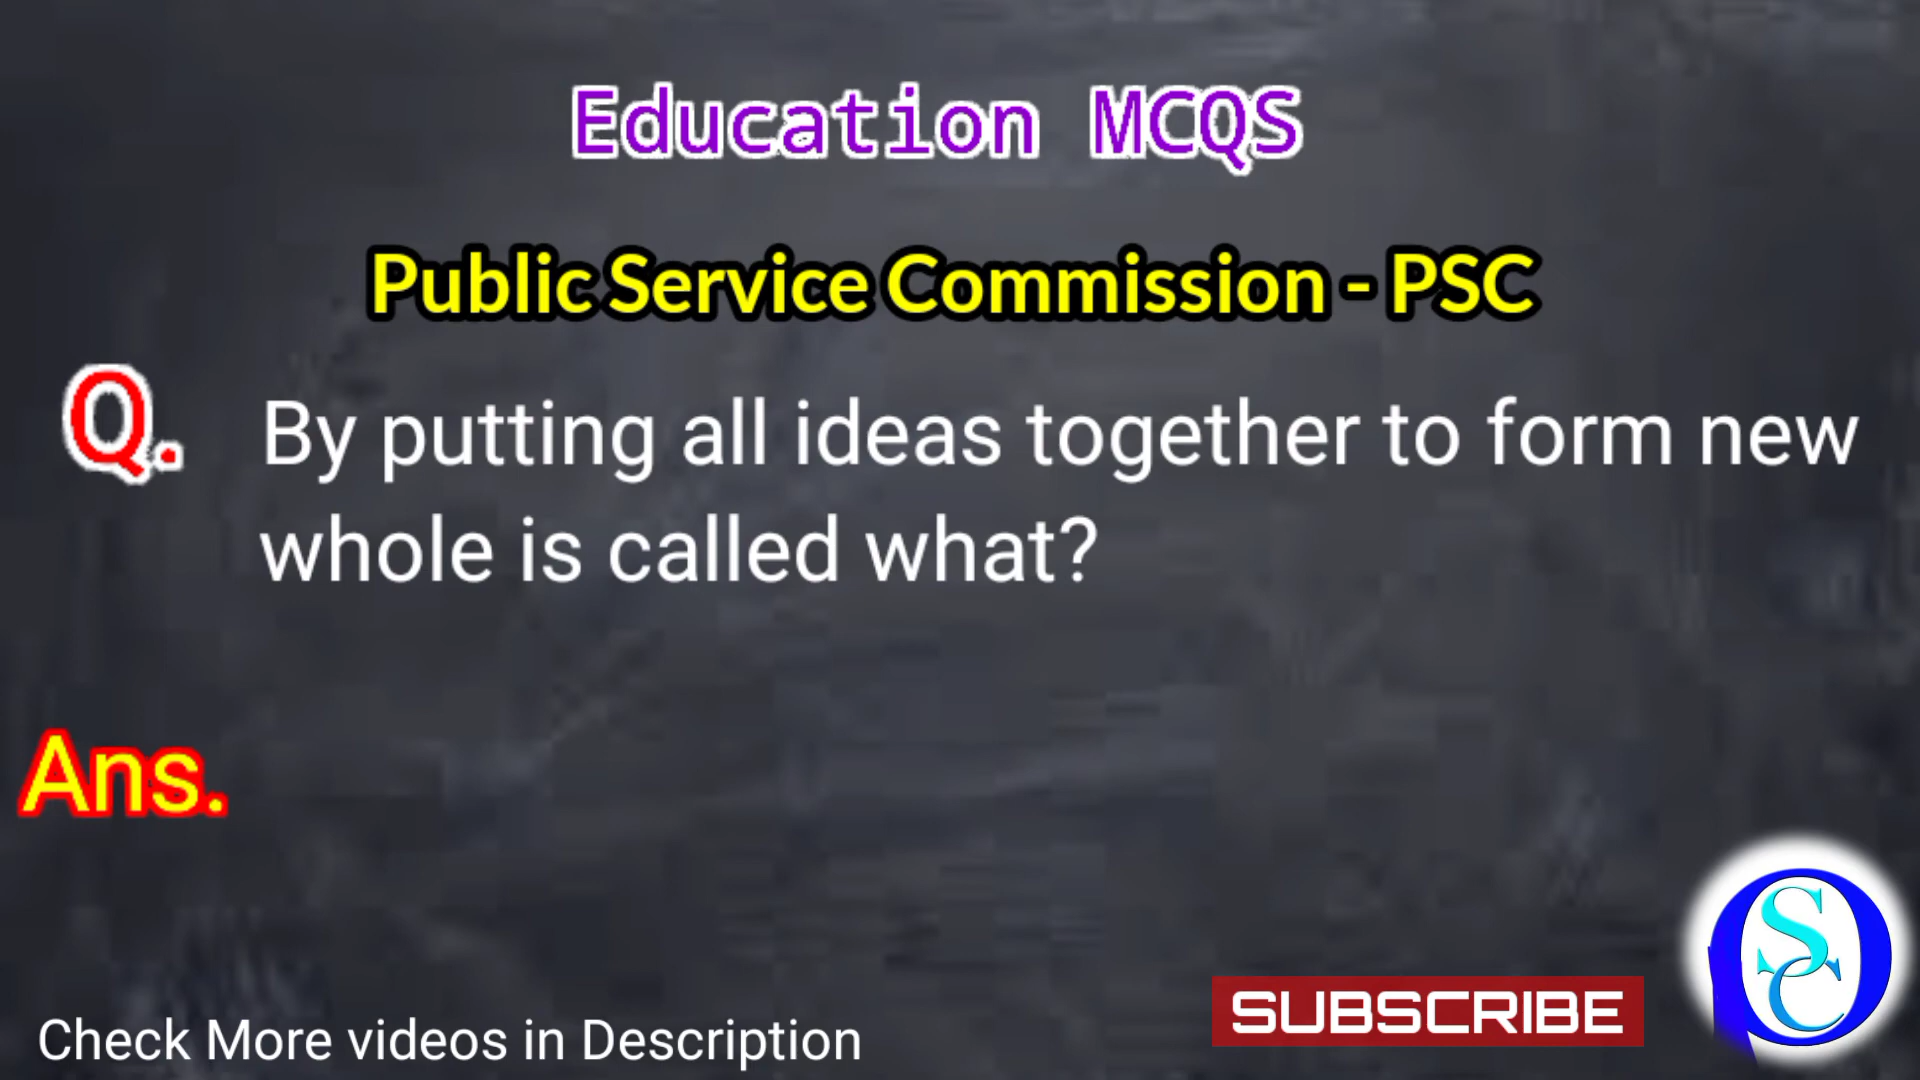 Education MCQS
Public Service Commission - PSC
Q. By putting all ideas together to form new
whole is called what?
Ans.
SUBSCRIBE
Check More videos in Description
OSC